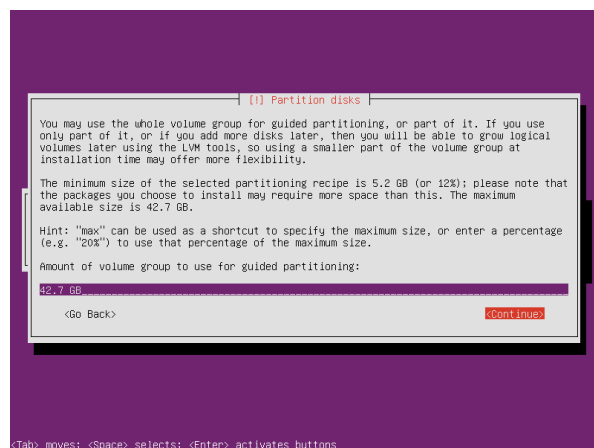 [!] Partition disks
You may use the whole volume group for guided partitioning, or part of it. If you use
only part of it, or if you add more disks later, then you will be able to grow logical
volumes later using the LVM tools, so using a smaller part of the volume group at
installation time may offer more flexibility.
The minimum size of the selected partitioning recipe is 5.2 GB (or 12%); please note that
the packages you choose to install may require more space than this. The maximum
available size is 42.7 GB.
Hint: "max" can be used as a shortcut to specify the maximum size, or enter a percentage
(e.g. "20%") to use that percentage of the maximum size.
Amount of volume group to use for guided partitioning:
42.7 GB
<Go Back> <Continue>
<Tab> moves; <Space> selects; <Enter> activates buttons